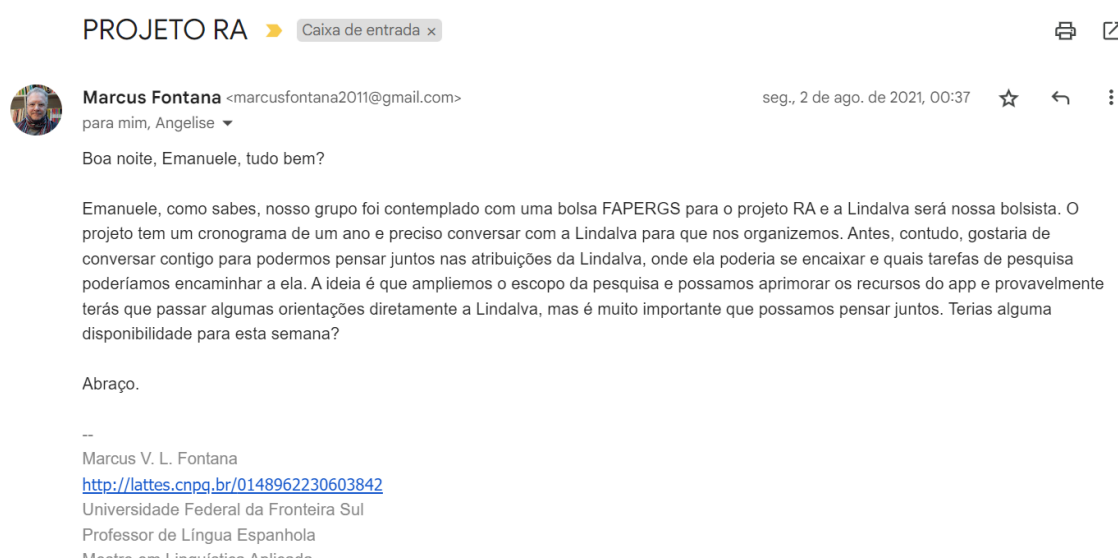 PROJETO RA Caixa de entrada ×
Marcus Fontana <marcusfontana2011@gmail.com> seg., 2 de ago. de 2021, 00:37
para mim, Angelise
Boa noite, Emanuele, tudo bem?
Emanuele, como sabes, nosso grupo foi contemplado com uma bolsa FAPERGS para o projeto RA e a Lindalva será nossa bolsista. O
projeto tem um cronograma de um ano e preciso conversar com a Lindalva para que nos organizemos. Antes, contudo, gostaria de
conversar contigo para podermos pensar juntos nas atribuições da Lindalva, onde ela poderia se encaixar e quais tarefas de pesquisa
poderíamos encaminhar a ela. A ideia é que ampliemos o escopo da pesquisa e possamos aprimorar os recursos do app e provavelmente
terás que passar algumas orientações diretamente a Lindalva, mas é muito importante que possamos pensar juntos. Terias alguma
disponibilidade para esta semana?
Abraço.
--
Marcus V. L. Fontana
http://lattes.cnpq.br/0148962230603842
Universidade Federal da Fronteira Sul
Professor de Língua Espanhola
Mestre em Linguística Aplicada